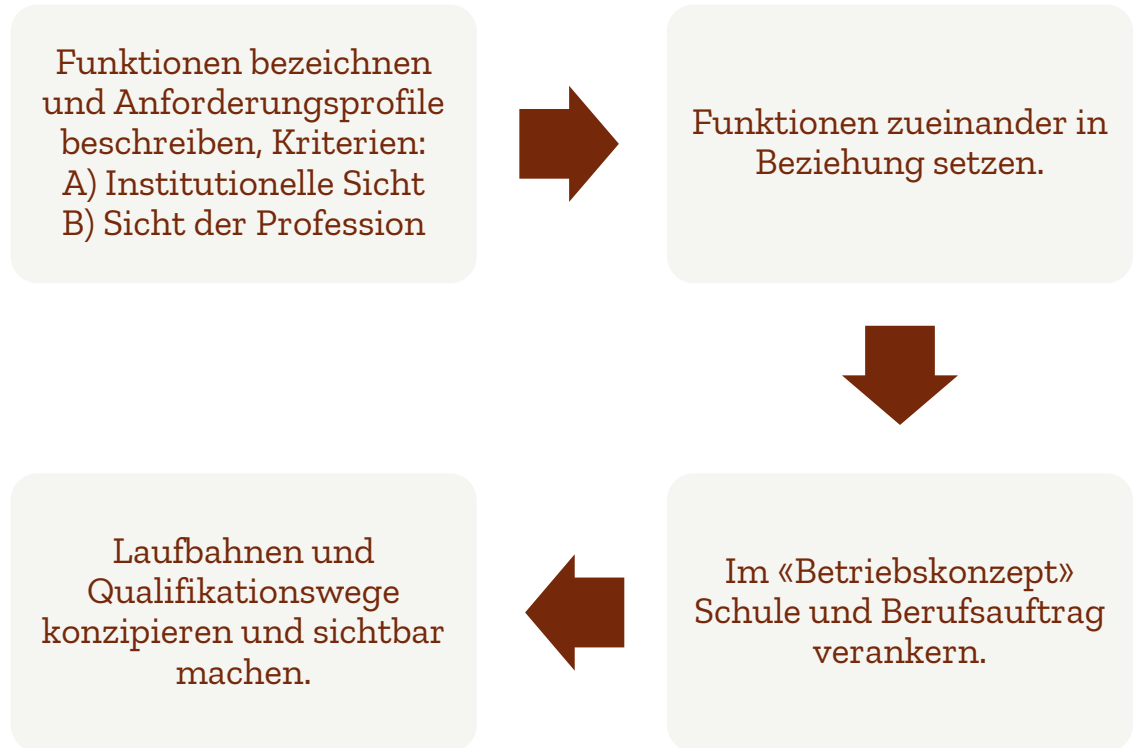 Funktionen bezeichnen
und Anforderungsprofile
beschreiben, Kriterien:
A) Institutionelle Sicht
B) Sicht der Profession
Funktionen zueinander in
Beziehung setzen.
Im «Betriebskonzept»
Schule und Berufsauftrag
verankern.
Laufbahnen und
Qualifikationswege
konzipieren und sichtbar
machen.